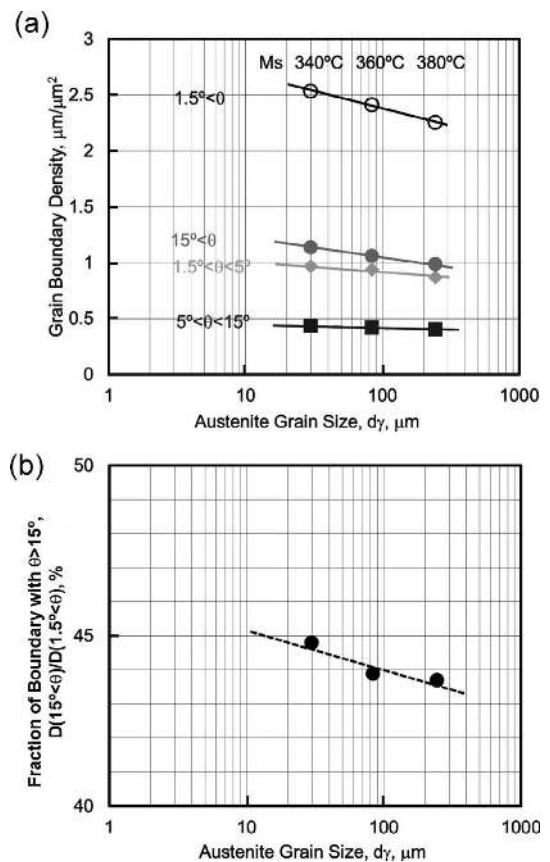 (a)
Ms 340ºC 360ºC 380ºC
3
2.5
2
1.5
1
0.5
0
1.5º<θ
15º<θ
1.5º<θ<5º
5º<θ<15º
Grain Boundary Density, μm/μm²
1 10 100 1000
Austenite Grain Size, dγ, μm
(b)
50
45
40
Fraction of Boundary with θ>15º,
D(15º<θ)/D(1.5º<θ), %
1 10 100 1000
Austenite Grain Size, dγ, μm